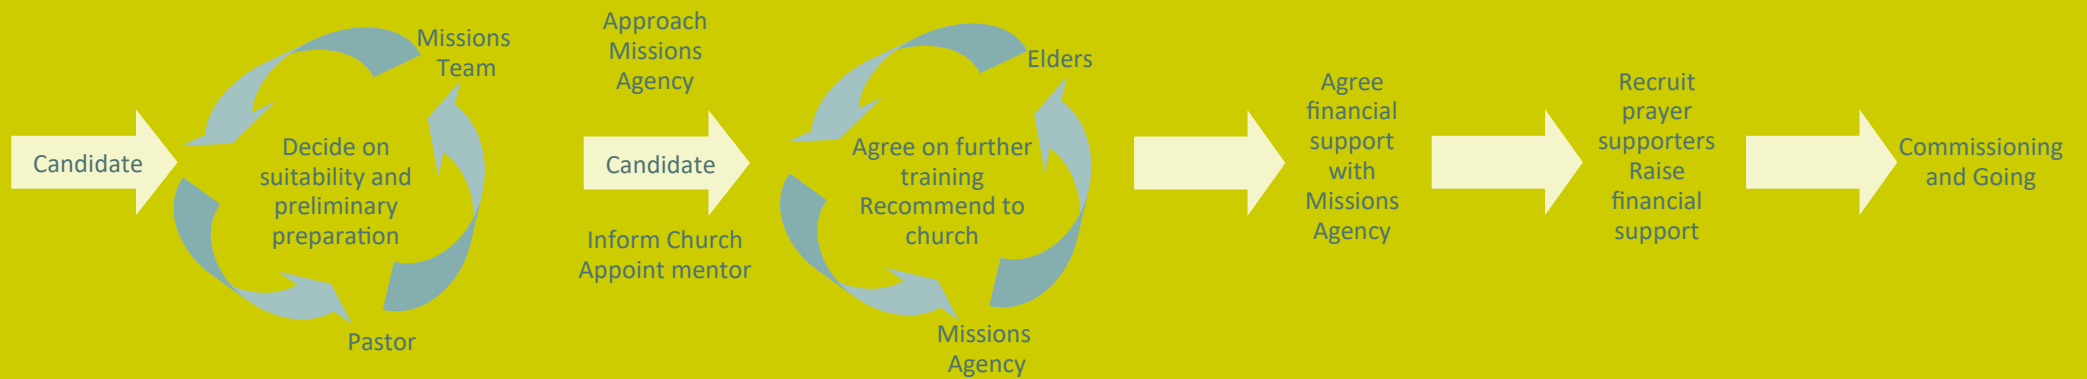 Candidate
Missions
Team
Decide on
suitability and
preliminary
preparation
Pastor
Approach
Missions
Agency
Candidate
Inform Church
Appoint mentor
Elders
Agree on further
training
Recommend to
church
Missions
Agency
Agree
financial
support
with
Missions
Agency
Recruit
prayer
supporters
Raise
financial
support
Commissioning
and Going